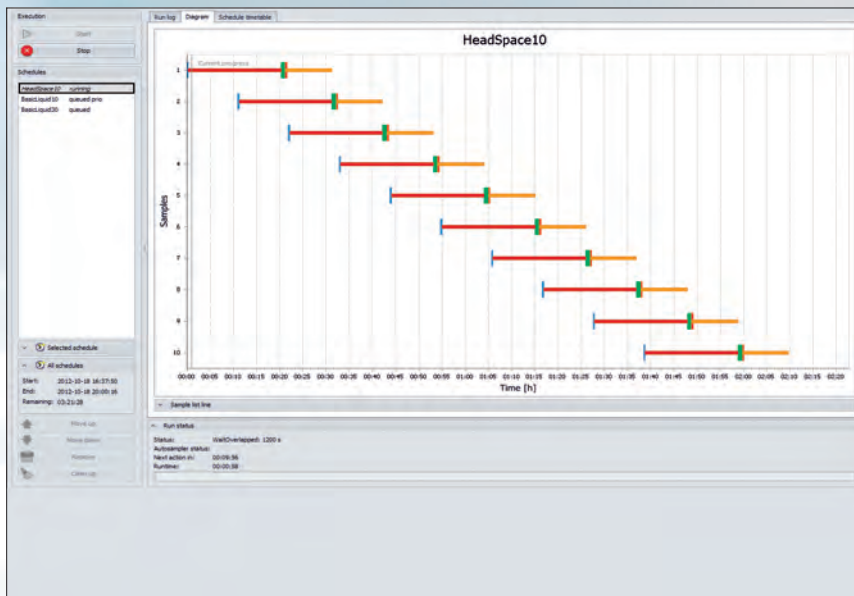 Execution
Start
Stop
Schedules
HeadSpace10 running
BasicLiquid10 queued prio
BasicLiquid20 queued
Selected schedule
All schedules
Start: 2012-10-18 16:37:50
End: 2012-10-18 20:00:16
Remaining: 03:21:28
Move up
Move down
Remove
Clean up
Run log Diagram Schedule timetable
HeadSpace10
Current progress
Samples
1
2
3
4
5
6
7
8
9
10
00:00 00:05 00:10 00:15 00:20 00:25 00:30 00:35 00:40 00:45 00:50 00:55 01:00 01:05 01:10 01:15 01:20 01:25 01:30 01:35 01:40 01:45 01:50 01:55 02:00 02:05 02:10 02:15 02:20
Time [h]
Sample list line
Run status
Status: WaitOverlapped: 1200 s
Autosampler status:
Next action in: 00:09:36
Runtime: 00:00:38